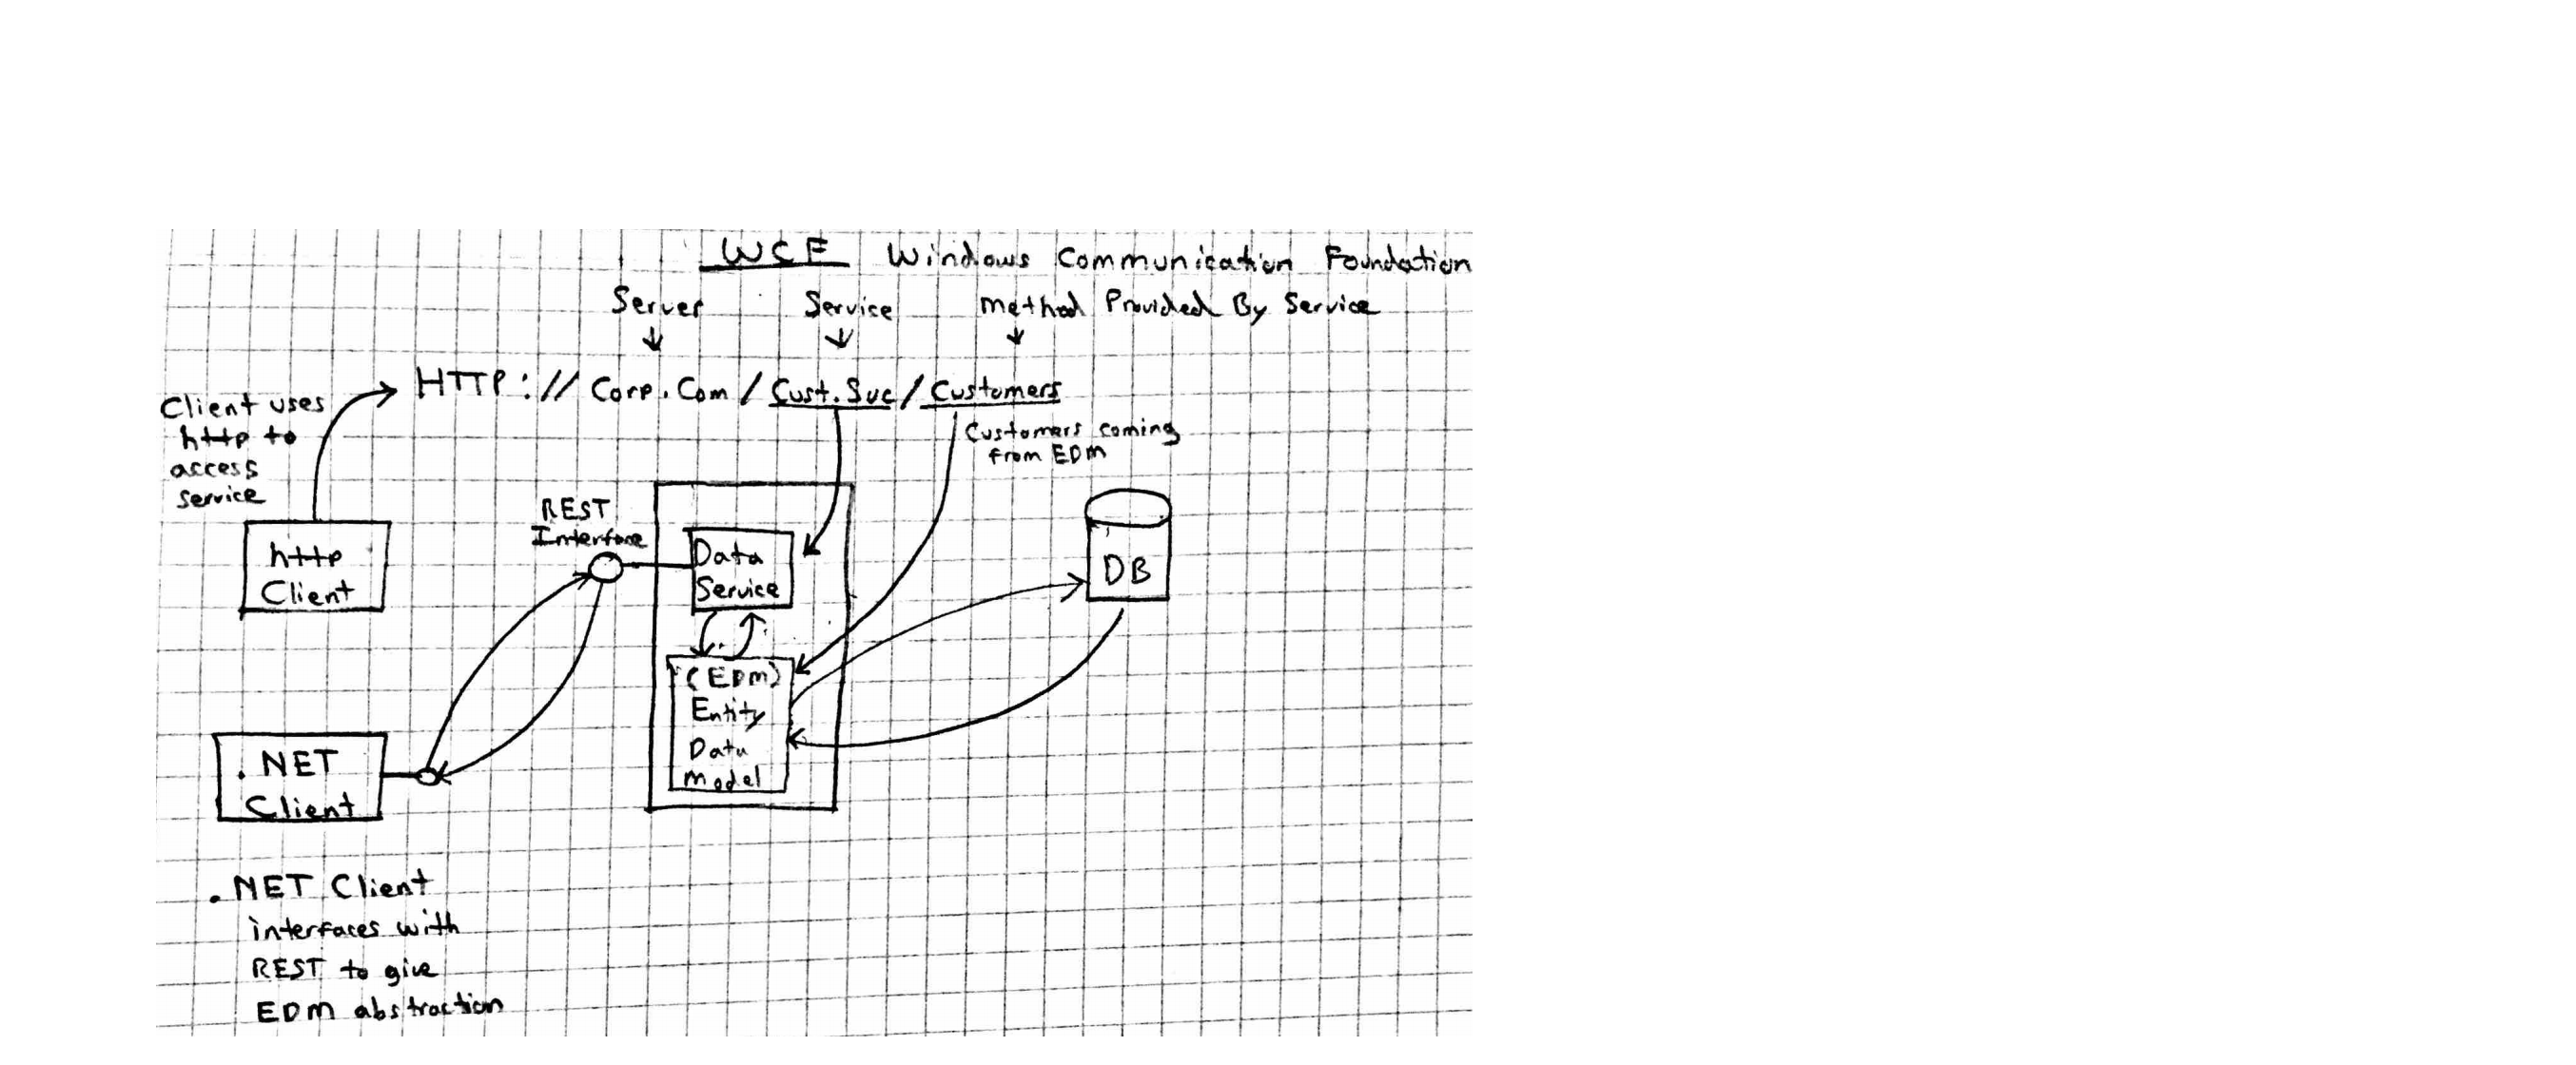 WCF Windows Communication Foundation
Server Service Method Provided By Service
HTTP:// Corp.Com / Cust.Svc / Customers
Client uses
http to
access
service
Customers coming
from EDM
REST
Interface
http
Client
Data
Service
DB
(EDM)
Entity
Data
Model
.NET
Client
.NET Client
interfaces with
REST to give
EDM abstraction